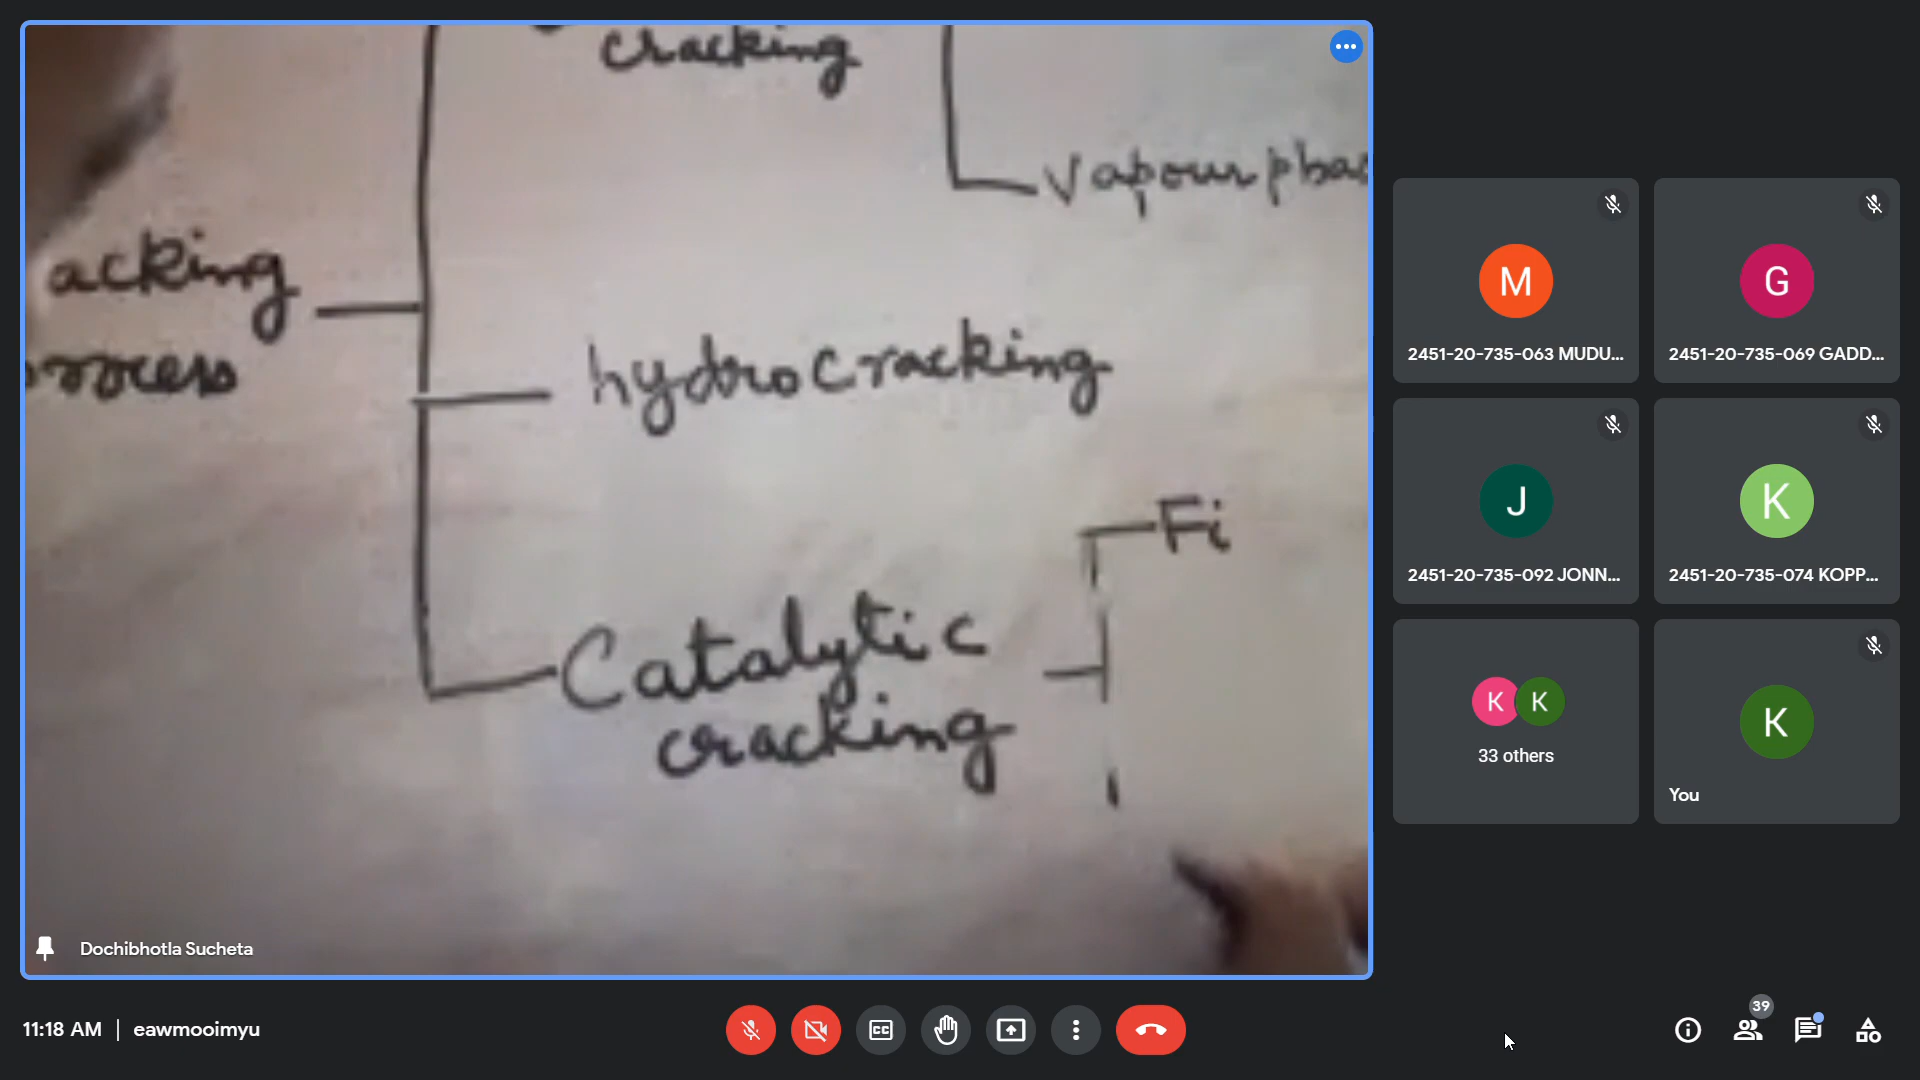 cracking
Vapour phas
acking
process
hydrocracking
Fi
Catalytic
cracking
Dochibhotla Sucheta
2451-20-735-063 MUDU...
2451-20-735-069 GADD...
2451-20-735-092 JONN...
2451-20-735-074 KOPP...
M
G
J
K
K K
33 others
K
You
11:18 AM | eawmooimyu
CC
39